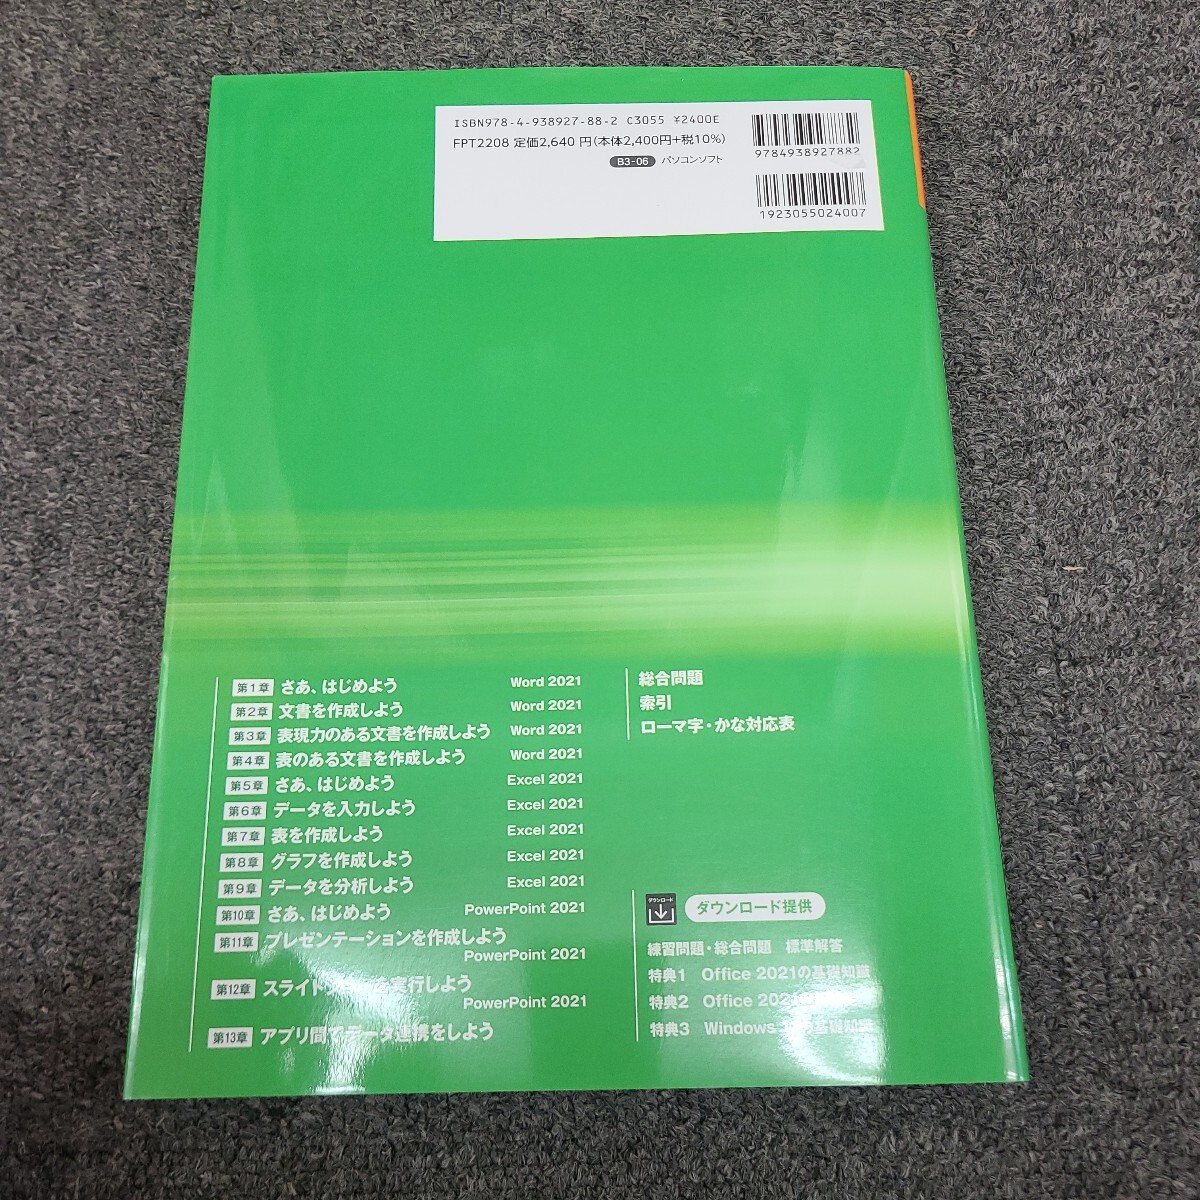 ISBN978-4-938927-88-2 C3055 ¥2400E
FPT2208 定価2,640円(本体2,400円+税10%)
B3-06 パソコンソフト
9784938927882
1923055024007
第1章 さあ、はじめよう Word 2021
第2章 文書を作成しよう Word 2021
第3章 表現力のある文書を作成しよう Word 2021
第4章 表のある文書を作成しよう Word 2021
第5章 さあ、はじめよう Excel 2021
第6章 データを入力しよう Excel 2021
第7章 表を作成しよう Excel 2021
第8章 グラフを作成しよう Excel 2021
第9章 データを分析しよう Excel 2021
第10章 さあ、はじめよう PowerPoint 2021
第11章 プレゼンテーションを作成しよう
PowerPoint 2021
第12章 スライド を実行しよう
PowerPoint 2021
第13章 アプリ間でデータ連携をしよう
総合問題
索引
ローマ字・かな対応表
ダウンロード
ダウンロード提供
練習問題・総合問題 標準解答
特典1 Office 2021の基礎知識
特典2 Office 2021
特典3 Windows の基礎知識